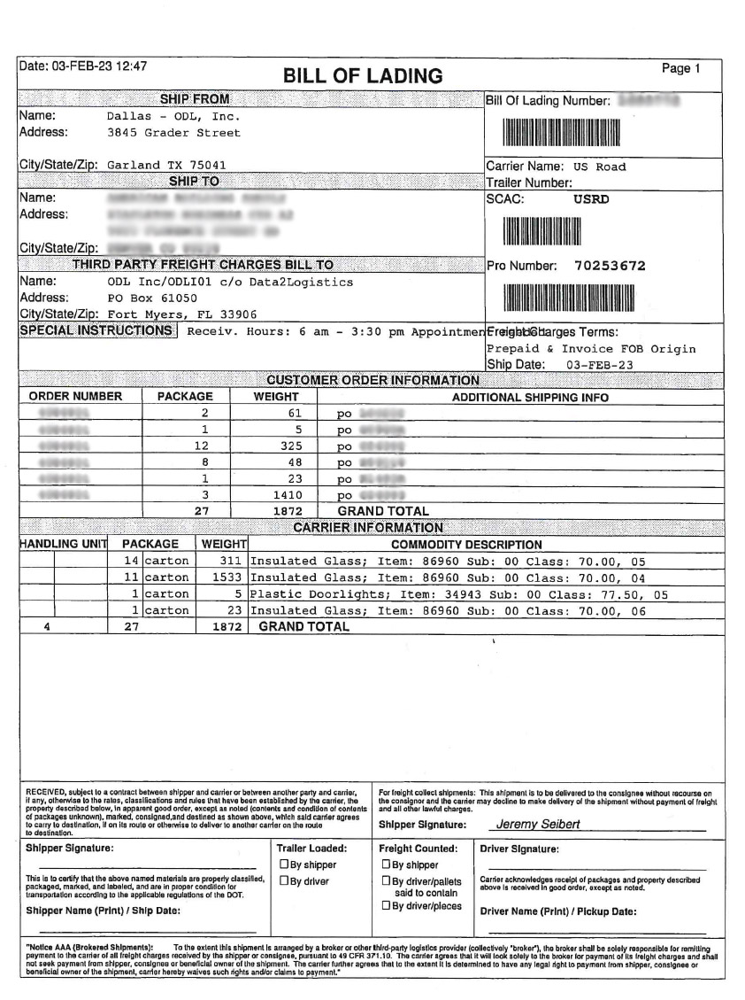 Date: 03-FEB-23 12:47
BILL OF LADING
Page 1
SHIP FROM
Bill Of Lading Number:
Name: Dallas - ODL, Inc.
Address: 3845 Grader Street
City/State/Zip: Garland TX 75041
Carrier Name: US Road
SHIP TO
Trailer Number:
Name:
SCAC: USRD
Address:
City/State/Zip:
THIRD PARTY FREIGHT CHARGES BILL TO
Pro Number: 70253672
Name: ODL Inc/ODLI01 c/o Data2Logistics
Address: PO Box 61050
City/State/Zip: Fort Myers, FL 33906
SPECIAL INSTRUCTIONS Receiv. Hours: 6 am - 3:30 pm Appointmen
Freight Charges Terms:
Prepaid & Invoice FOB Origin
Ship Date: 03-FEB-23
CUSTOMER ORDER INFORMATION
ORDER NUMBER PACKAGE WEIGHT ADDITIONAL SHIPPING INFO
2 61 po
1 5 po
12 325 po
8 48 po
1 23 po
3 1410 po
27 1872 GRAND TOTAL
CARRIER INFORMATION
HANDLING UNIT PACKAGE WEIGHT COMMODITY DESCRIPTION
14 carton 311 Insulated Glass; Item: 86960 Sub: 00 Class: 70.00, 05
11 carton 1533 Insulated Glass; Item: 86960 Sub: 00 Class: 70.00, 04
1 carton 5 Plastic Doorlights; Item: 34943 Sub: 00 Class: 77.50, 05
1 carton 23 Insulated Glass; Item: 86960 Sub: 00 Class: 70.00, 06
4 27 1872 GRAND TOTAL
RECEIVED, subject to a contract between shipper and carrier or between another party and carrier,
if any, otherwise to the rates, classifications and rules that have been established by the carrier, the
property described below, in apparent good order, except as noted (contents and condition of contents
of packages unknown), marked, consigned,and destined as shown above, which said carrier agrees
to carry to destination, if on its route or otherwise to deliver to another carrier on the route
to destination.
For freight collect shipments: This shipment is to be delivered to the consignee without recourse on
the consignor and the carrier may decline to make delivery of the shipment without payment of freight
and all other lawful charges.
Shipper Signature: Jeremy Seibert
Shipper Signature:
This is to certify that the above named materials are properly classified,
packaged, marked, and labeled, and are in proper condition for
transportation according to the applicable regulations of the DOT.
Shipper Name (Print) / Ship Date:
Trailer Loaded:
By shipper
By driver
Freight Counted:
By shipper
By driver/pallets
said to contain
By driver/pieces
Driver Signature:
Carrier acknowledges receipt of packages and property described
above is received in good order, except as noted.
Driver Name (Print) / Pickup Date:
"Notice AAA (Brokered Shipments): To the extent this shipment is arranged by a broker or other third-party logistics provider (collectively "broker"), the broker shall be solely responsible for remitting
payment to the carrier of all freight charges received by the shipper or consignee, pursuant to 49 CFR 371.10. The carrier agrees that it will look solely to the broker for payment of its freight charges and shall
not seek payment from shipper, consignee or beneficial owner of the shipment. The carrier further agrees that to the extent it is determined to have any legal right to payment from shipper, consignee or
beneficial owner of the shipment, carrier hereby waives such rights and/or claims to payment."